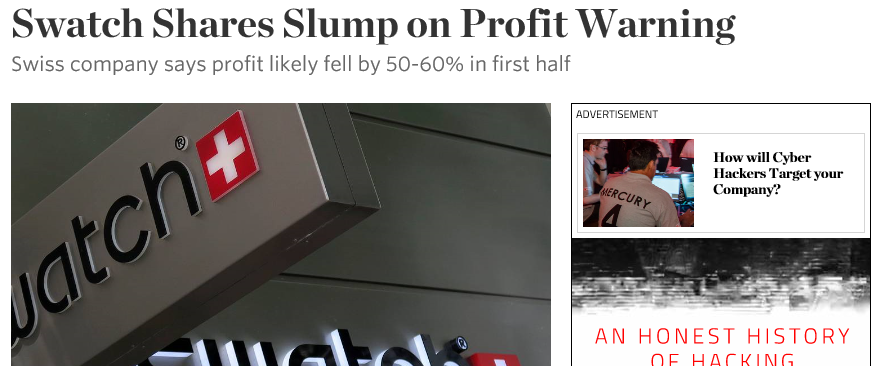 Swatch Shares Slump on Profit Warning
Swiss company says profit likely fell by 50-60% in first half
ADVERTISEMENT
watch®
swatch®
MERCURY
4
How will Cyber
Hackers Target your
Company?
AN HONEST HISTORY
OF HACKING